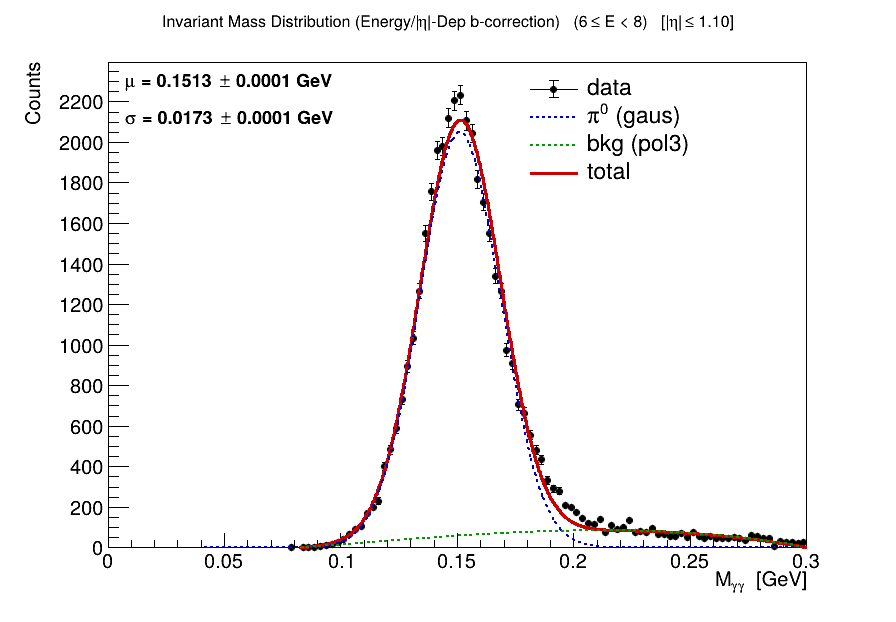 Invariant Mass Distribution (Energy/|η|-Dep b-correction) (6 ≤ E < 8) [|η| ≤ 1.10]
Counts
μ = 0.1513 ± 0.0001 GeV
σ = 0.0173 ± 0.0001 GeV
data
π⁰ (gaus)
bkg (pol3)
total
2200
2000
1800
1600
1400
1200
1000
800
600
400
200
0
0 0.05 0.1 0.15 0.2 0.25 0.3
Mγγ [GeV]